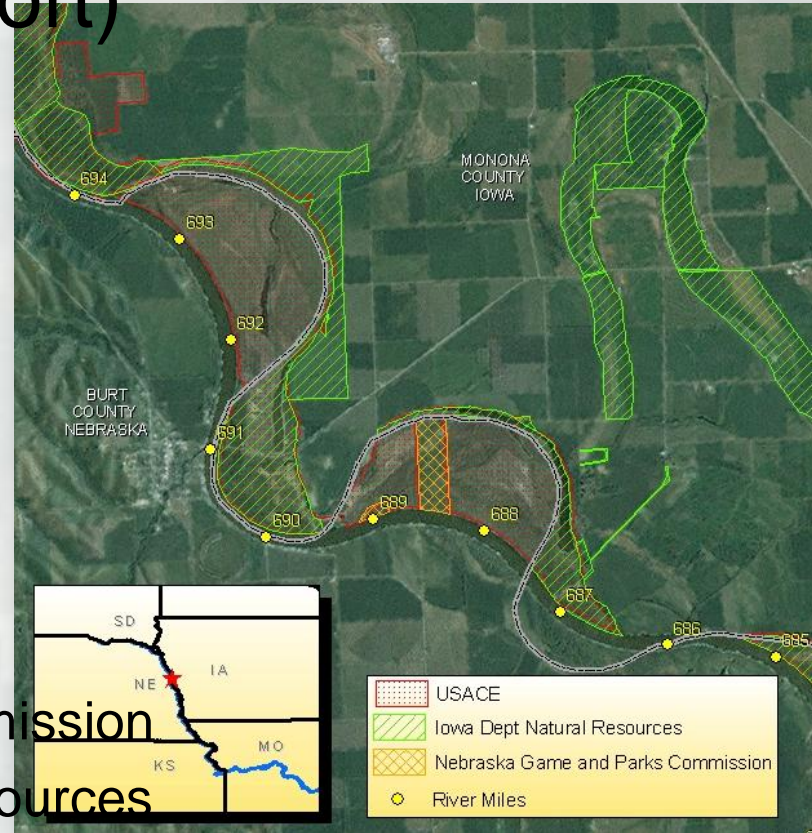 ort)
MONONA
COUNTY
IOWA
694
693
692
BURT
COUNTY
NEBRASKA
691
690
689
688
687
686
685
SD
NE
IA
KS
MO
USACE
Iowa Dept Natural Resources
Nebraska Game and Parks Commission
River Miles
mission
ources